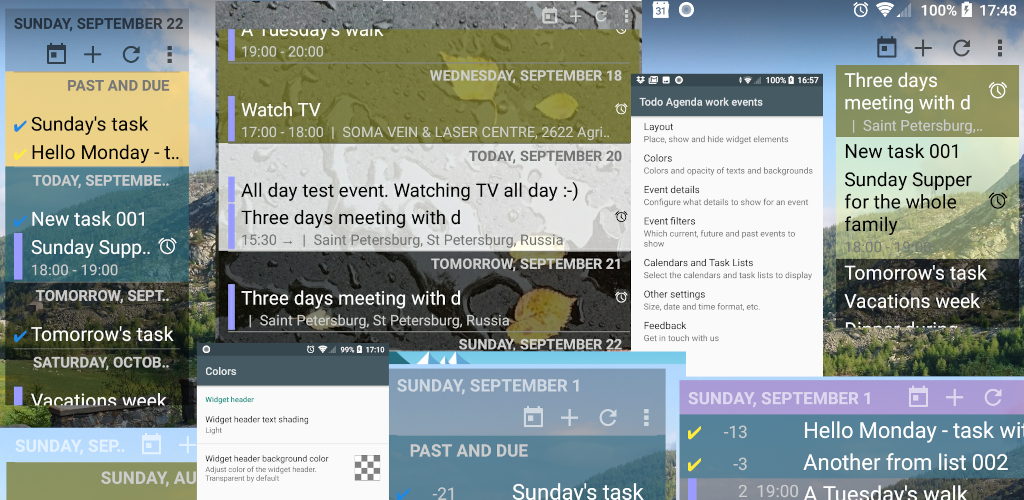 SUNDAY, SEPTEMBER 22
PAST AND DUE
Sunday's task
Hello Monday - t..
TODAY, SEPTEMBE..
New task 001
Sunday Supp..
18:00 - 19:00
TOMORROW, SEPT..
Tomorrow's task
SATURDAY, OCTOB..
Vacations week
SUNDAY, SEP..
SUNDAY, AU
A Tuesday's walk
19:00 - 20:00
WEDNESDAY, SEPTEMBER 18
Watch TV
17:00 - 18:00 | SOMA VEIN & LASER CENTRE, 2622 Agri..
TODAY, SEPTEMBER 20
All day test event. Watching TV all day :-)
Three days meeting with d
15:30 → | Saint Petersburg, St Petersburg, Russia
TOMORROW, SEPTEMBER 21
Three days meeting with d
| Saint Petersburg, St Petersburg, Russia
SUNDAY, SEPTEMBER 22
99% 17:10
Colors
Widget header
Widget header text shading
Light
Widget header background color
Adjust color of the widget header.
Transparent by default
SUNDAY, SEPTEMBER 1
PAST AND DUE
-21 Sunday's task
100% 16:57
Todo Agenda work events
Layout
Place, show and hide widget elements
Colors
Colors and opacity of texts and backgrounds
Event details
Configure what details to show for an event
Event filters
Which current, future and past events to
show
Calendars and Task Lists
Select the calendars and task lists to display
Other settings
Size, date and time format, etc.
Feedback
Get in touch with us
31 100% 17:48
Three days
meeting with d
| Saint Petersburg,..
New task 001
Sunday Supper
for the whole
family
18:00 - 19:00
Tomorrow's task
Vacations week
Dinner during
SUNDAY, SEPTEMBER 1
-13 Hello Monday - task wit
-3 Another from list 002
2 19:00 A Tuesday's walk